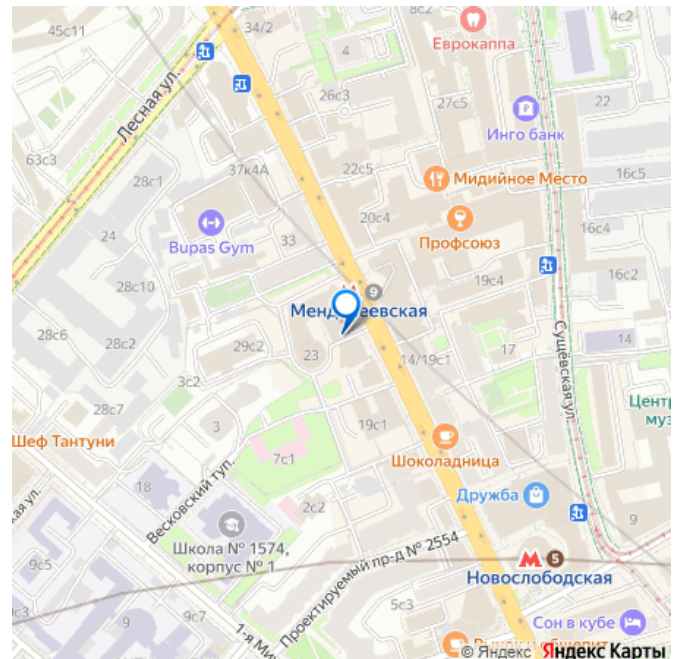 45с11
34/2
8с2
4с2
Еврокаппа
4
Лесная ул.
26с3
27с5
22
Инго банк
63с3
37к4А
22с5
16с5
28с1
Мидийное Место
24
20с4
Bupas Gym
33
Профсоюз
16с4
28с10
19с4
16с2
9
Менделеевская
28с6
28с2
29с2
23
14/19с1
17
14
Сущёвская ул.
3с2
28с7
19с1
Шеф Тантуни
3
Шоколадница
7с1
18
Весковский туп.
Дружба
2с2
9
Школа № 1574,
корпус № 1
Проектируемый пр-д № 2554
М 5
9с5
Новослободская
9с2
5с3
Сон в кубе
1-я
© Яндекс Яндекс Карты